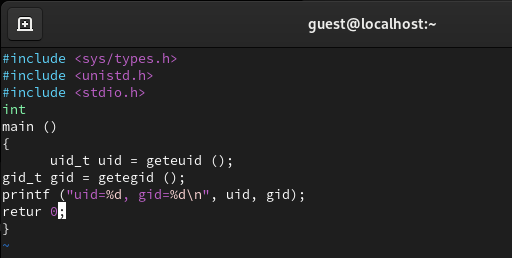 guest@localhost:~
#include <sys/types.h>
#include <unistd.h>
#include <stdio.h>
int
main ()
{
      uid_t uid = geteuid ();
gid_t gid = getegid ();
printf ("uid=%d, gid=%d\n", uid, gid);
retur 0;
}
~